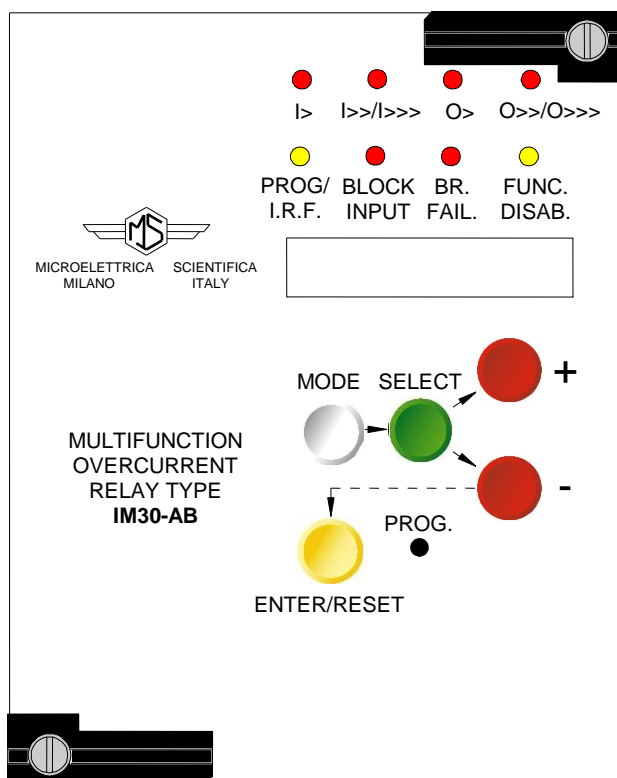 I> I>>/I>>> O> O>>/O>>>
PROG/ BLOCK BR. FUNC.
I.R.F. INPUT FAIL. DISAB.
MS
MICROELETTRICA SCIENTIFICA
MILANO ITALY
MODE SELECT +
MULTIFUNCTION
OVERCURRENT
RELAY TYPE
IM30-AB
-
PROG.
ENTER/RESET